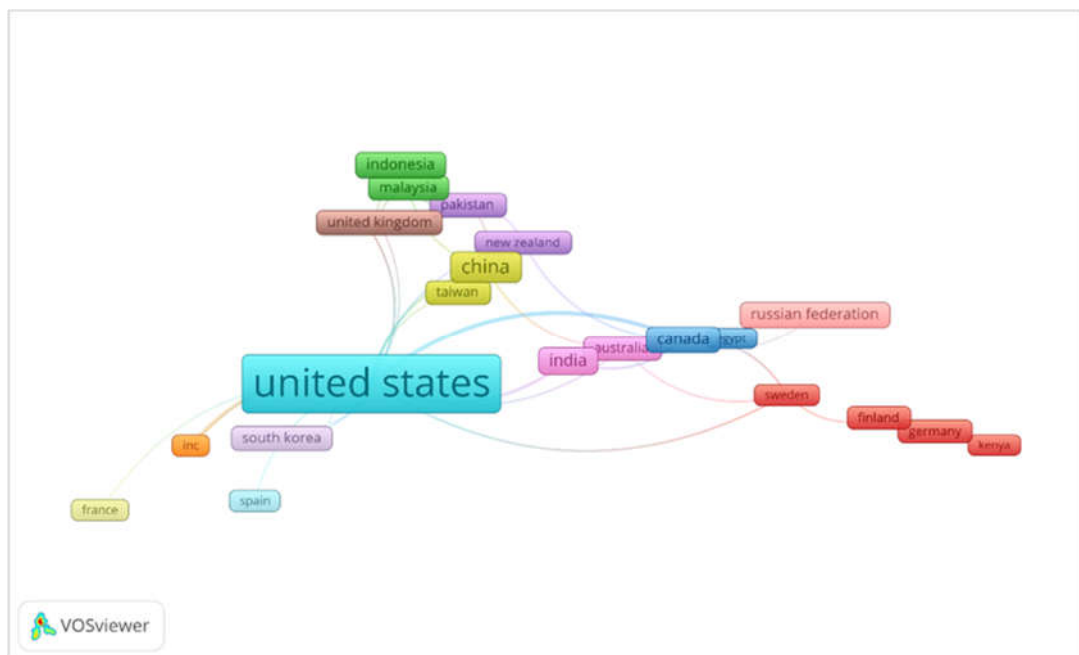 indonesia
malaysia
pakistan
united kingdom
new zealand
china
taiwan
russian federation
canada
australia
india
united states
sweden
finland
germany
kenya
south korea
inc
spain
france
VOSviewer